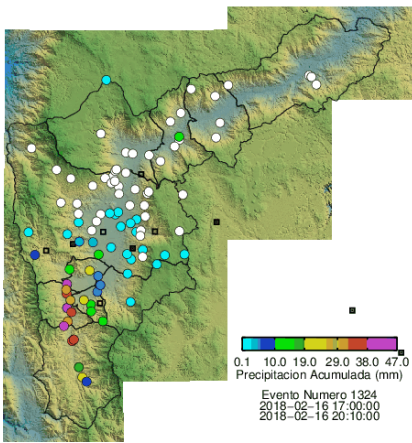 0.1 10.0 19.0 29.0 38.0 47.0
Precipitacion Acumulada (mm)
Evento Numero 1324
2018-02-16 17:00:00
2018-02-16 20:10:00